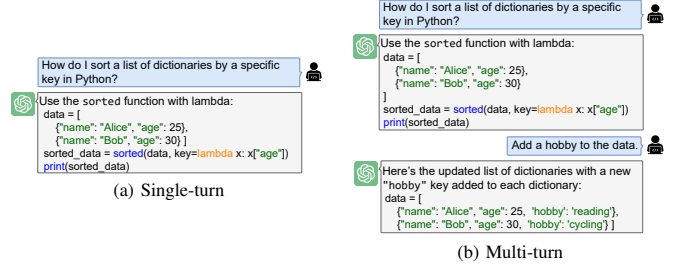 How do I sort a list of dictionaries by a specific
key in Python?
Use the sorted function with lambda:
data = [
{"name": "Alice", "age": 25},
{"name": "Bob", "age": 30} ]
sorted_data = sorted(data, key=lambda x: x["age"])
print(sorted_data)
(a) Single-turn
How do I sort a list of dictionaries by a specific
key in Python?
Use the sorted function with lambda:
data = [
{"name": "Alice", "age": 25},
{"name": "Bob", "age": 30}
]
sorted_data = sorted(data, key=lambda x: x["age"])
print(sorted_data)
Add a hobby to the data.
Here's the updated list of dictionaries with a new
"hobby" key added to each dictionary:
data = [
{"name": "Alice", "age": 25, 'hobby': 'reading'},
{"name": "Bob", "age": 30, 'hobby': 'cycling'} ]
(b) Multi-turn